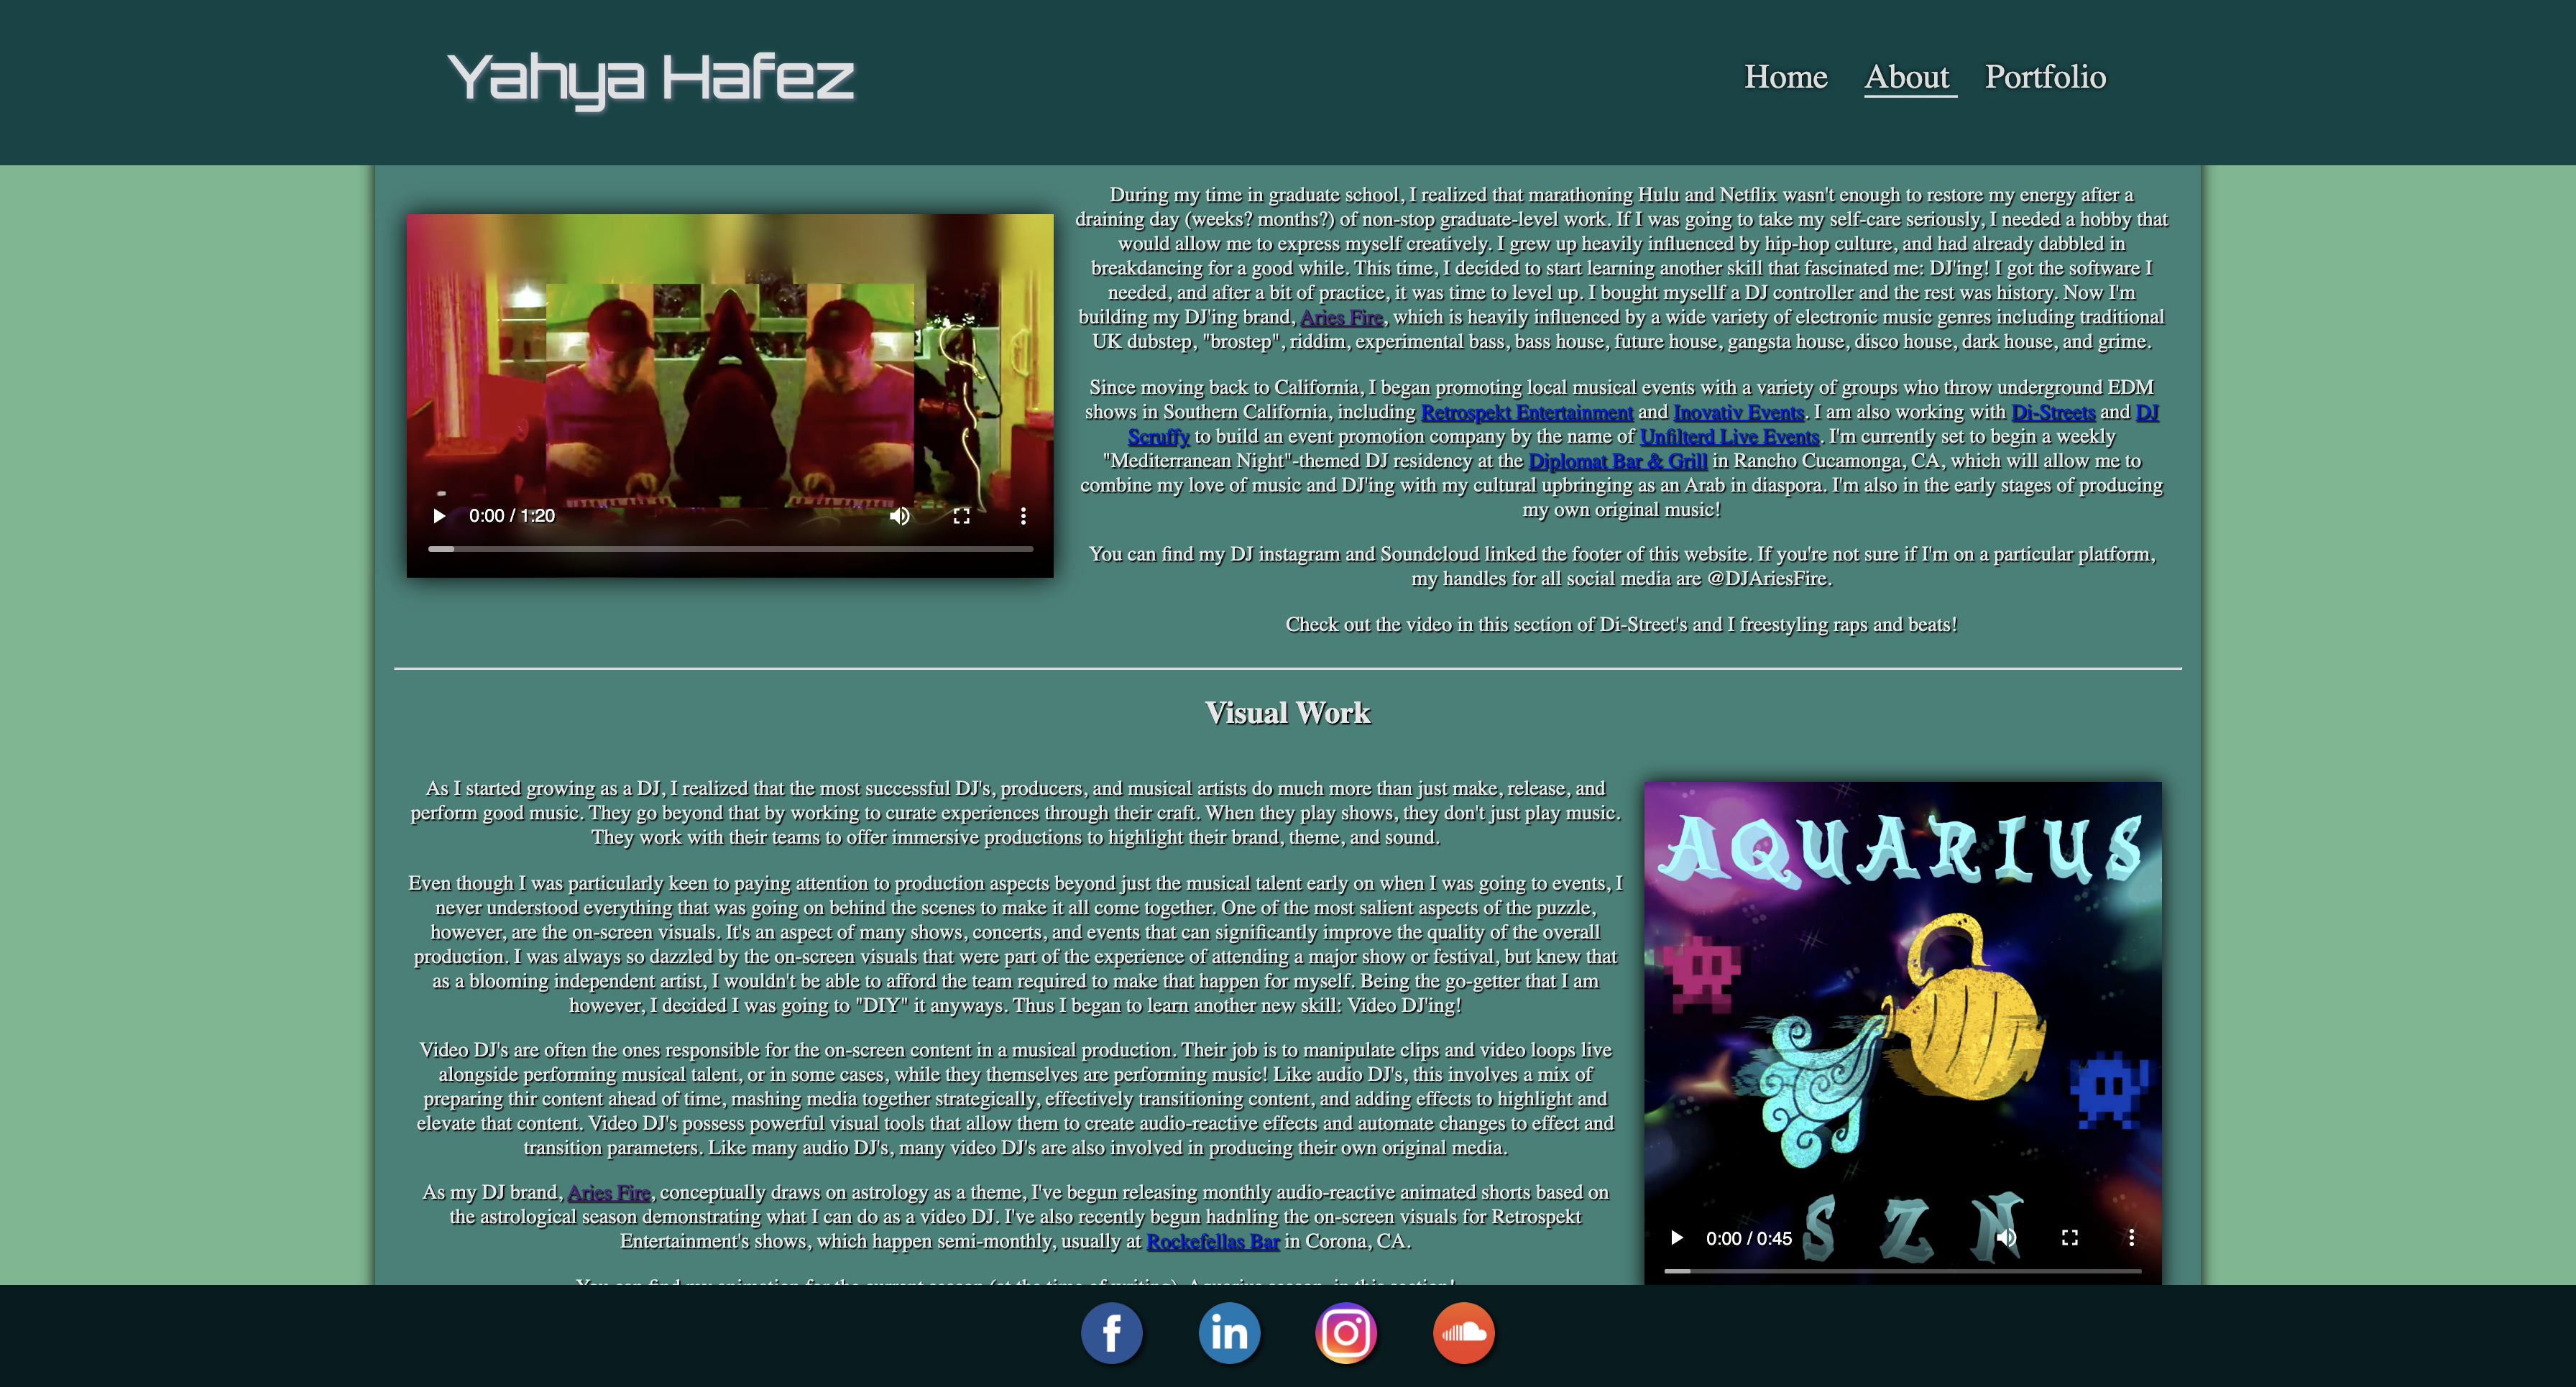 Yahya Hafez
Home About Portfolio
During my time in graduate school, I realized that marathoning Hulu and Netflix wasn't enough to restore my energy after a
draining day (weeks? months?) of non-stop graduate-level work. If I was going to take my self-care seriously, I needed a hobby that
would allow me to express myself creatively. I grew up heavily influenced by hip-hop culture, and had already dabbled in
breakdancing for a good while. This time, I decided to start learning another skill that fascinated me: DJ'ing! I got the software I
needed, and after a bit of practice, it was time to level up. I bought mysellf a DJ controller and the rest was history. Now I'm
building my DJ'ing brand, Aries Fire, which is heavily influenced by a wide variety of electronic music genres including traditional
UK dubstep, "brostep", riddim, experimental bass, bass house, future house, gangsta house, disco house, dark house, and grime.
Since moving back to California, I began promoting local musical events with a variety of groups who throw underground EDM
shows in Southern California, including Retrospekt Entertainment and Inovativ Events. I am also working with Di-Streets and DJ
Scruffy to build an event promotion company by the name of Unfilterd Live Events. I'm currently set to begin a weekly
"Mediterranean Night"-themed DJ residency at the Diplomat Bar & Grill in Rancho Cucamonga, CA, which will allow me to
combine my love of music and DJ'ing with my cultural upbringing as an Arab in diaspora. I'm also in the early stages of producing
my own original music!
You can find my DJ instagram and Soundcloud linked the footer of this website. If you're not sure if I'm on a particular platform,
my handles for all social media are @DJAriesFire.
Check out the video in this section of Di-Street's and I freestyling raps and beats!
0:00 / 1:20
Visual Work
As I started growing as a DJ, I realized that the most successful DJ's, producers, and musical artists do much more than just make, release, and
perform good music. They go beyond that by working to curate experiences through their craft. When they play shows, they don't just play music.
They work with their teams to offer immersive productions to highlight their brand, theme, and sound.
Even though I was particularly keen to paying attention to production aspects beyond just the musical talent early on when I was going to events, I
never understood everything that was going on behind the scenes to make it all come together. One of the most salient aspects of the puzzle,
however, are the on-screen visuals. It's an aspect of many shows, concerts, and events that can significantly improve the quality of the overall
production. I was always so dazzled by the on-screen visuals that were part of the experience of attending a major show or festival, but knew that
as a blooming independent artist, I wouldn't be able to afford the team required to make that happen for myself. Being the go-getter that I am
however, I decided I was going to "DIY" it anyways. Thus I began to learn another new skill: Video DJ'ing!
Video DJ's are often the ones responsible for the on-screen content in a musical production. Their job is to manipulate clips and video loops live
alongside performing musical talent, or in some cases, while they themselves are performing music! Like audio DJ's, this involves a mix of
preparing thir content ahead of time, mashing media together strategically, effectively transitioning content, and adding effects to highlight and
elevate that content. Video DJ's possess powerful visual tools that allow them to create audio-reactive effects and automate changes to effect and
transition parameters. Like many audio DJ's, many video DJ's are also involved in producing their own original media.
As my DJ brand, Aries Fire, conceptually draws on astrology as a theme, I've begun releasing monthly audio-reactive animated shorts based on
the astrological season demonstrating what I can do as a video DJ. I've also recently begun hadnling the on-screen visuals for Retrospekt
Entertainment's shows, which happen semi-monthly, usually at Rockefellas Bar in Corona, CA.
You can find my animation for the current season (at the time of writing), Aquarius season, in this section!
AQUARIUS
SZN
0:00 / 0:45
f
in